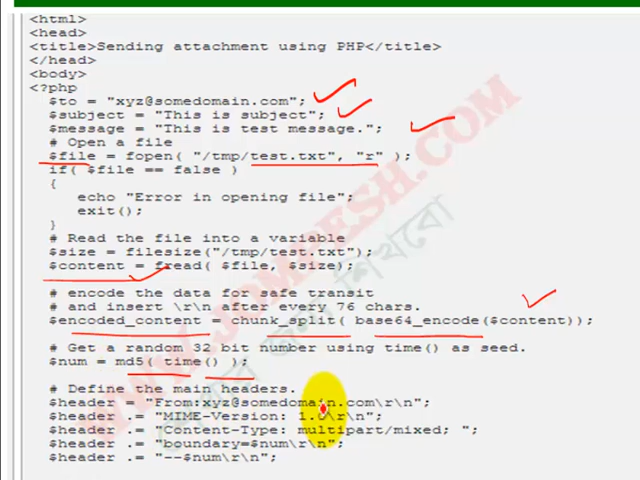 <html>
<head>
<title>Sending attachment using PHP</title>
</head>
<body>
<?php
$to = "xyz@somedomain.com";
$subject = "This is subject";
$message = "This is test message.";
# Open a file
$file = fopen( "/tmp/test.txt", "r" );
if( $file == false )
{
echo "Error in opening file";
exit();
}
# Read the file into a variable
$size = filesize("/tmp/test.txt");
$content = fread( $file, $size);
# encode the data for safe transit
# and insert \r\n after every 76 chars.
$encoded_content = chunk_split( base64_encode($content));
# Get a random 32 bit number using time() as seed.
$num = md5( time() );
# Define the main headers.
$header = "From:xyz@somedomain.com\r\n";
$header .= "MIME-Version: 1.0\r\n";
$header .= "Content-Type: multipart/mixed; ";
$header .= "boundary=$num\r\n";
$header .= "--$num\r\n";